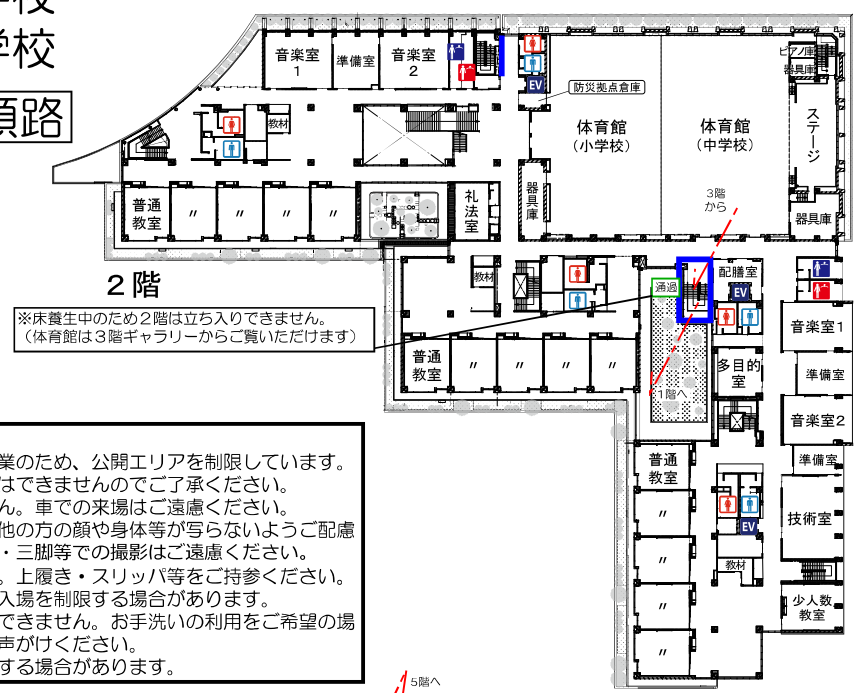 学校
学校
順路
音楽室
1
準備室
音楽室
2
EV
防災拠点倉庫
ピアノ庫
器具庫
体育館
(小学校)
体育館
(中学校)
ステージ
教材
器具庫
3階
から
器具庫
普通
教室
〃
〃
〃
〃
礼法室
2階
※床養生中のため2階は立ち入りできません。
(体育館は3階ギャラリーからご覧いただけます)
教材
通過
配膳室
EV
音楽室1
準備室
多目的
室
1階へ
音楽室2
準備室
普通
教室
〃
〃
〃
〃
普通
教室
〃
〃
〃
〃
EV
教材
技術室
少人数
教室
業のため、公開エリアを制限しています。
はできませんのでご了承ください。
ん。車での来場はご遠慮ください。
他の方の顔や身体等が写らないようご配慮
・三脚等での撮影はご遠慮ください。
。上履き・スリッパ等をご持参ください。
入場を制限する場合があります。
できません。お手洗いの利用をご希望の場
声がけください。
する場合があります。
5階へ